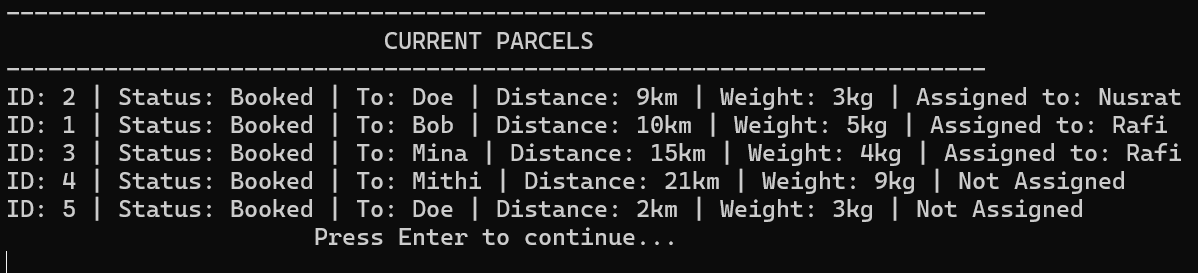 ----------------------------------------------------------------------
CURRENT PARCELS
----------------------------------------------------------------------
ID: 2 | Status: Booked | To: Doe | Distance: 9km | Weight: 3kg | Assigned to: Nusrat
ID: 1 | Status: Booked | To: Bob | Distance: 10km | Weight: 5kg | Assigned to: Rafi
ID: 3 | Status: Booked | To: Mina | Distance: 15km | Weight: 4kg | Assigned to: Rafi
ID: 4 | Status: Booked | To: Mithi | Distance: 21km | Weight: 9kg | Not Assigned
ID: 5 | Status: Booked | To: Doe | Distance: 2km | Weight: 3kg | Not Assigned
Press Enter to continue...